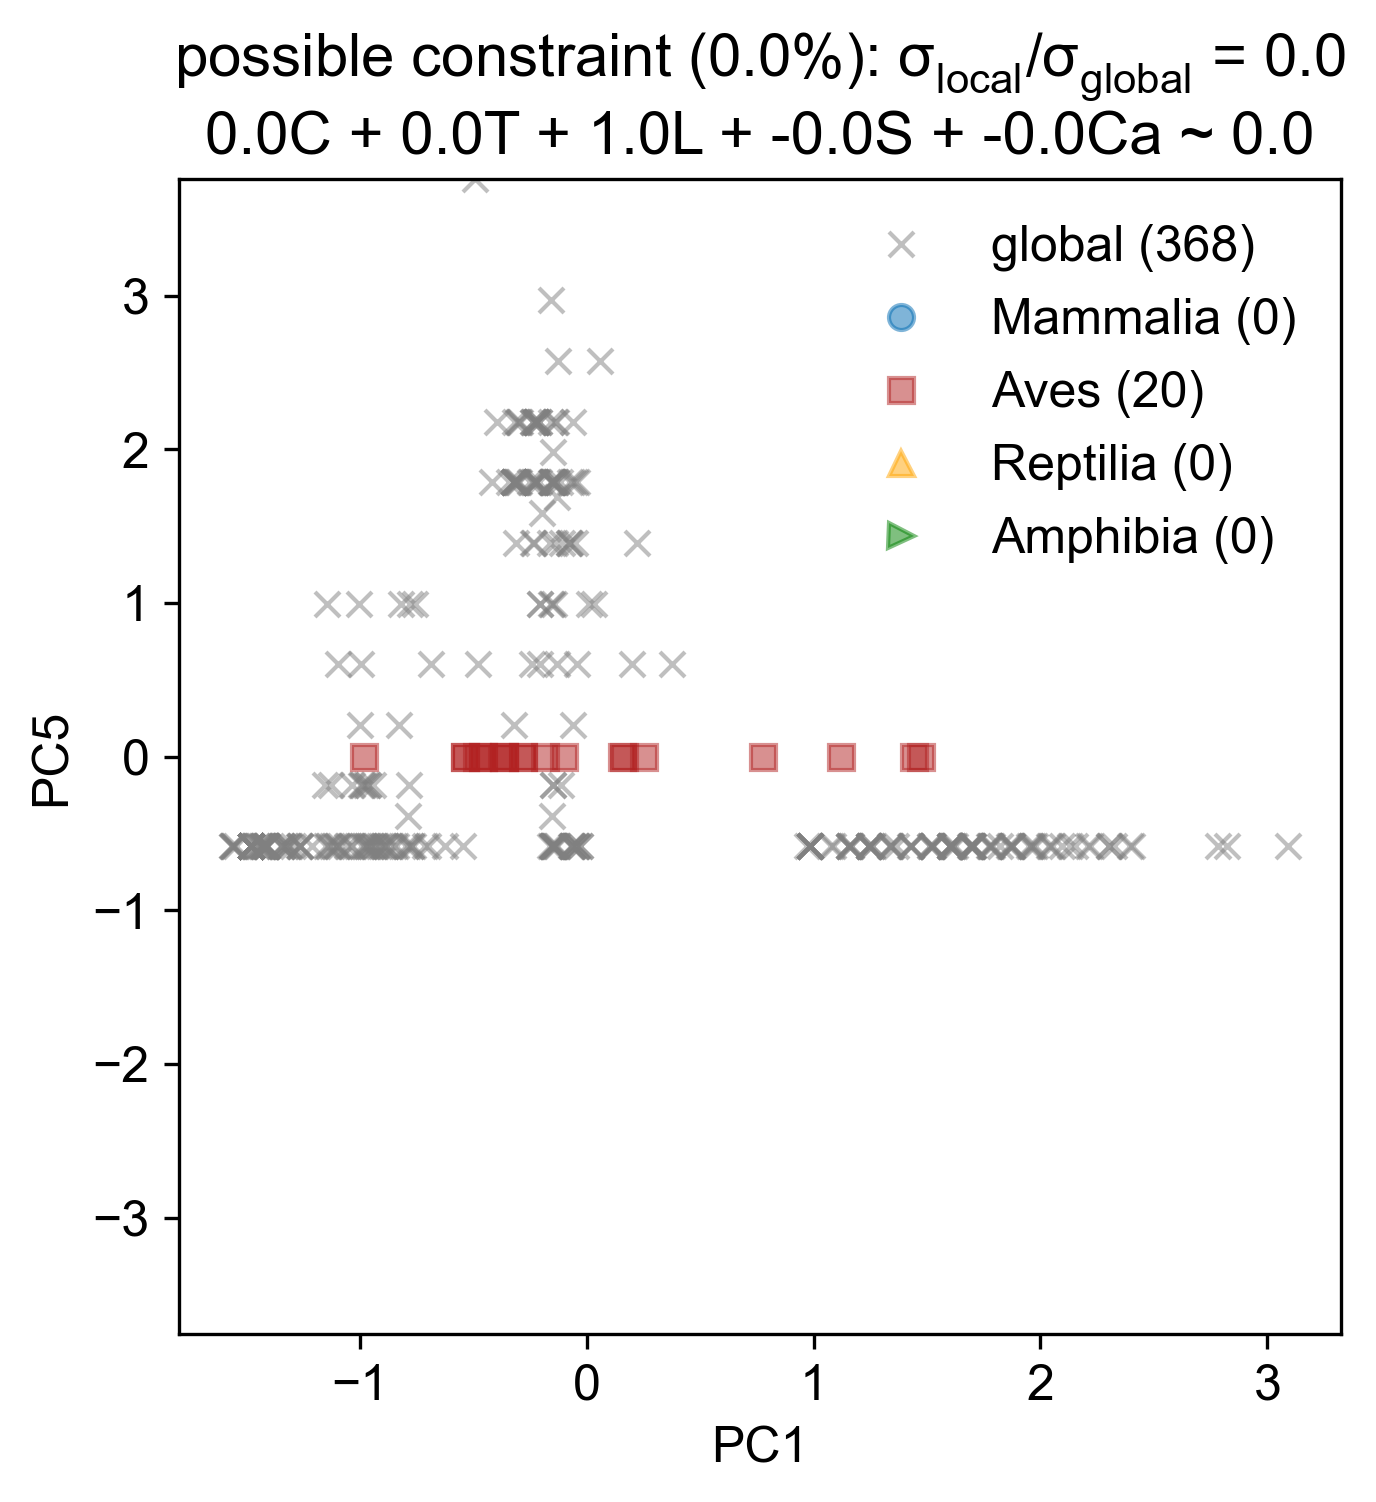 possible constraint (0.0%): σlocal/σglobal = 0.0
0.0C + 0.0T + 1.0L + -0.0S + -0.0Ca ~ 0.0
global (368)
Mammalia (0)
Aves (20)
Reptilia (0)
Amphibia (0)
3
2
1
0
−1
−2
−3
PC5
−1
0
1
2
3
PC1